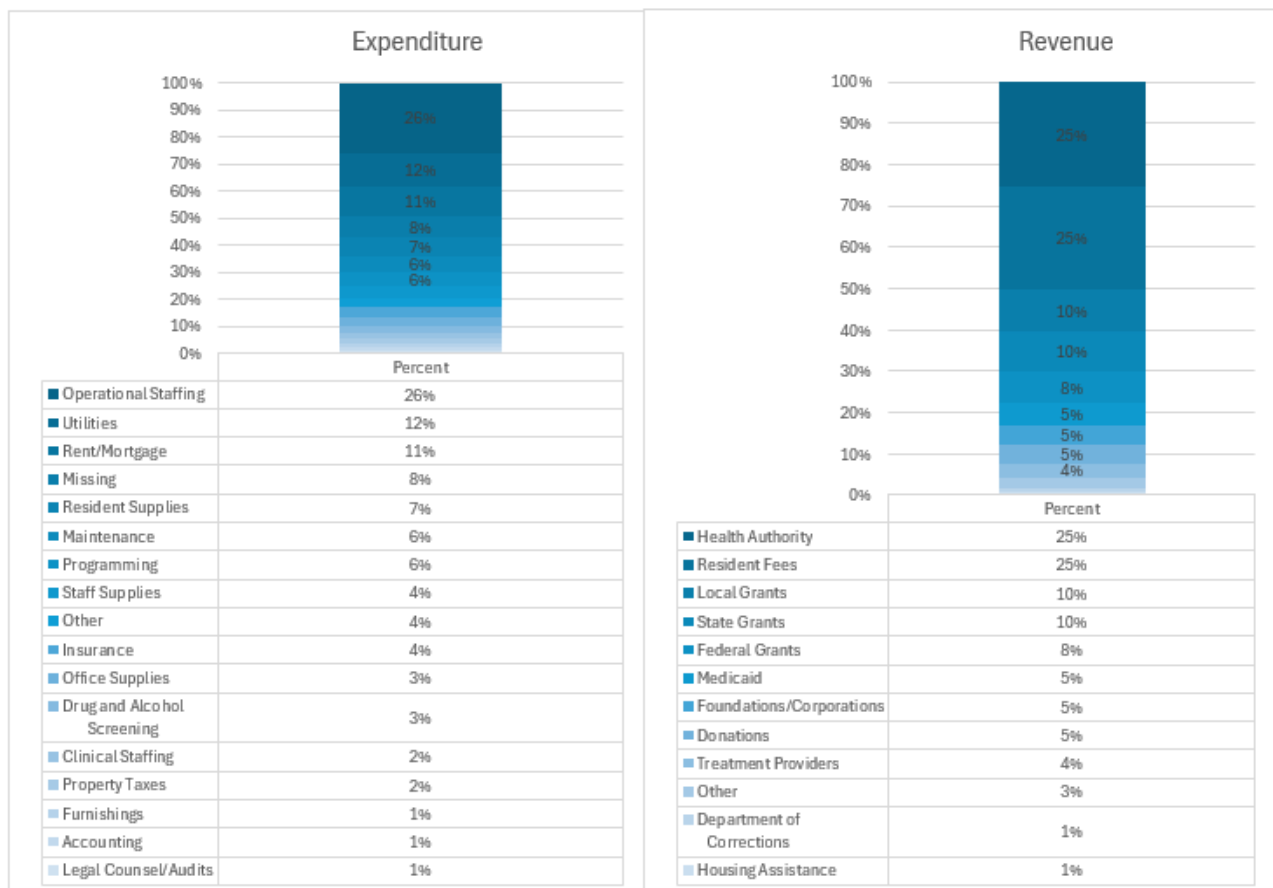 Expenditure
100%
90%
80%
70%
60%
50%
40%
30%
20%
10%
0%
26%
12%
11%
8%
7%
6%
6%
Percent
Operational Staffing 26%
Utilities 12%
Rent/Mortgage 11%
Missing 8%
Resident Supplies 7%
Maintenance 6%
Programming 6%
Staff Supplies 4%
Other 4%
Insurance 4%
Office Supplies 3%
Drug and Alcohol
Screening 3%
Clinical Staffing 2%
Property Taxes 2%
Furnishings 1%
Accounting 1%
Legal Counsel/Audits 1%
Revenue
100%
90%
80%
70%
60%
50%
40%
30%
20%
10%
0%
25%
25%
10%
10%
8%
5%
5%
5%
4%
Percent
Health Authority 25%
Resident Fees 25%
Local Grants 10%
State Grants 10%
Federal Grants 8%
Medicaid 5%
Foundations/Corporations 5%
Donations 5%
Treatment Providers 4%
Other 3%
Department of
Corrections 1%
Housing Assistance 1%